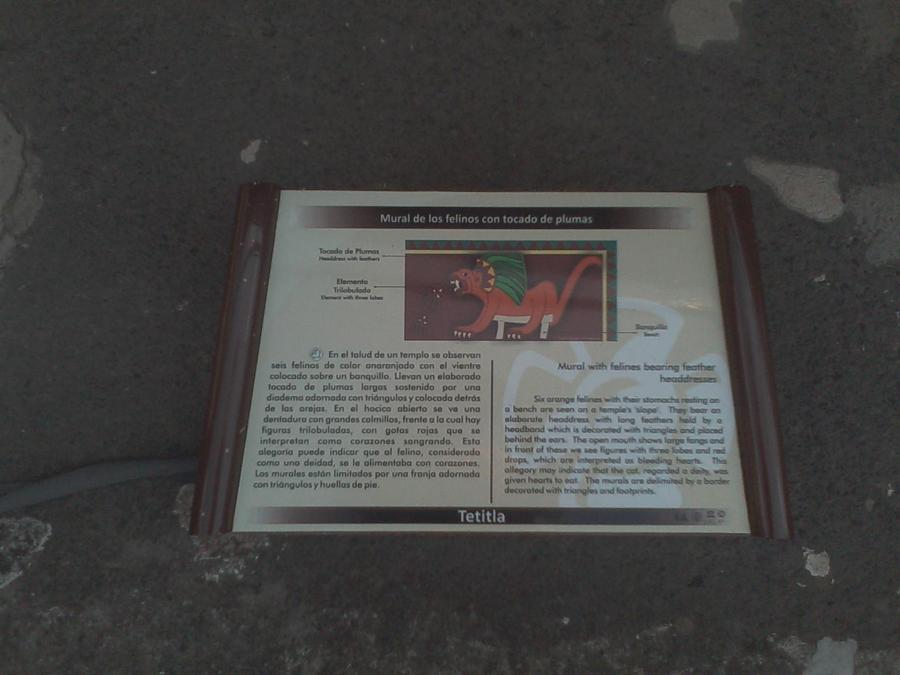 Mural de los felinos con tocado de plumas
Tocado de Plumas
Headdress with feathers
Elemento
Trilobulado
Element with three lobes
Banquillo
Bench
En el talud de un templo se observan
seis felinos de color anaranjado con el vientre
colocado sobre un banquillo. Llevan un elaborado
tocado de plumas largas sostenido por una
diadema adornada con triángulos y colocada detrás
de las orejas. En el hocico abierto se ve una
dentadura con grandes colmillos, frente a la cual hay
figuras trilobuladas, con gotas rojas que se
interpretan como corazones sangrando. Esta
alegoría puede indicar que al felino, considerado
como una deidad, se le alimentaba con corazones.
Los murales están limitados por una franja adornada
con triángulos y huellas de pie.
Mural with felines bearing feather
headdresses
Six orange felines with their stomachs resting on
a bench are seen on a temple's 'slope'. They bear an
elaborate headdress with long feathers held by a
headband which is decorated with triangles and placed
behind the ears. The open mouth shows large fangs and
in front of these we see figures with three lobes and red
drops, which are interpreted as bleeding hearts. This
allegory may indicate that the cat, regarded a deity, was
given hearts to eat. The murals are delimited by a border
decorated with triangles and footprints.
Tetitla